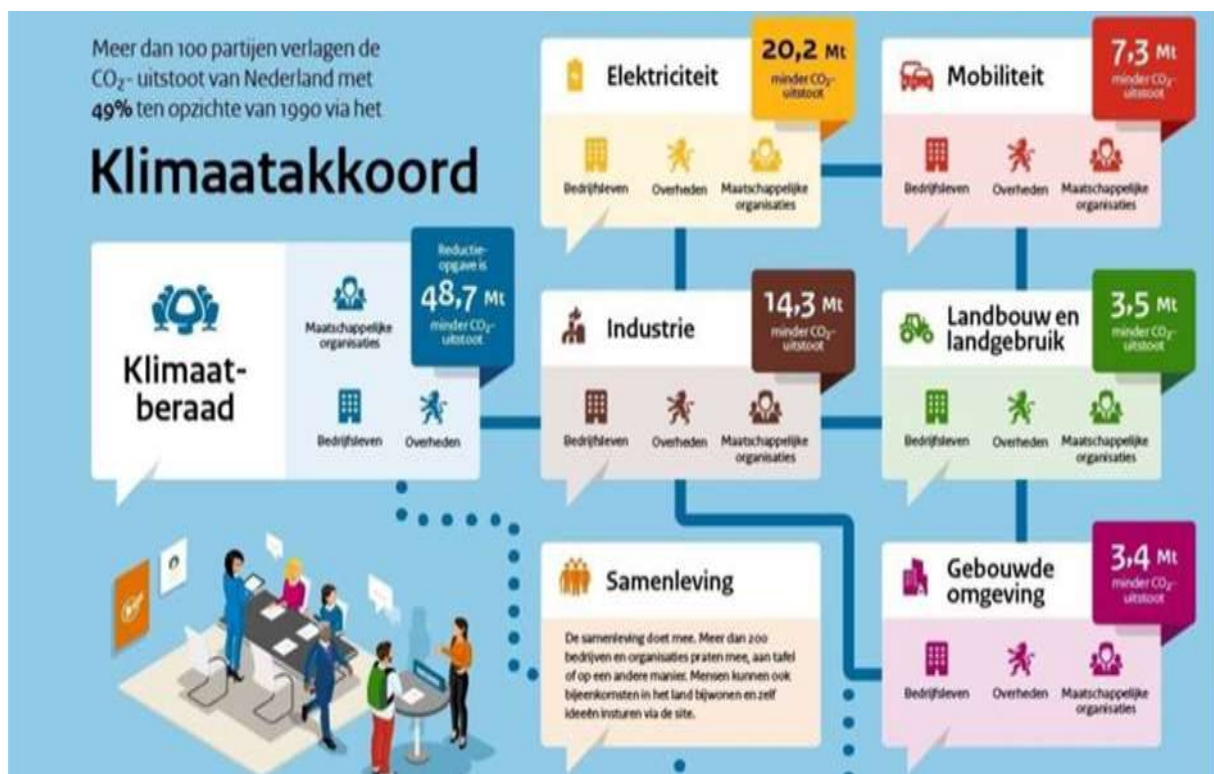 Meer dan 100 partijen verlagen de
CO₂- uitstoot van Nederland met
49% ten opzichte van 1990 via het
Klimaatakkoord
Klimaat-
beraad
Maatschappelijke
organisaties
Bedrijfsleven
Overheden
Reductie-
opgave is
48,7 Mt
minder CO₂-
uitstoot
Elektriciteit
20,2 Mt
minder CO₂-
uitstoot
Bedrijfsleven
Overheden
Maatschappelijke
organisaties
Mobiliteit
7,3 Mt
minder CO₂-
uitstoot
Bedrijfsleven
Overheden
Maatschappelijke
organisaties
Industrie
14,3 Mt
minder CO₂-
uitstoot
Bedrijfsleven
Overheden
Maatschappelijke
organisaties
Landbouw en
landgebruik
3,5 Mt
minder CO₂-
uitstoot
Bedrijfsleven
Overheden
Maatschappelijke
organisaties
Samenleving
De samenleving doet mee. Meer dan 200
bedrijven en organisaties praten mee, aan tafel
of op een andere manier. Mensen kunnen ook
bijeenkomsten in het land bijwonen en zelf
ideeën insturen via de site.
Gebouwde
omgeving
3,4 Mt
minder CO₂-
uitstoot
Bedrijfsleven
Overheden
Maatschappelijke
organisaties